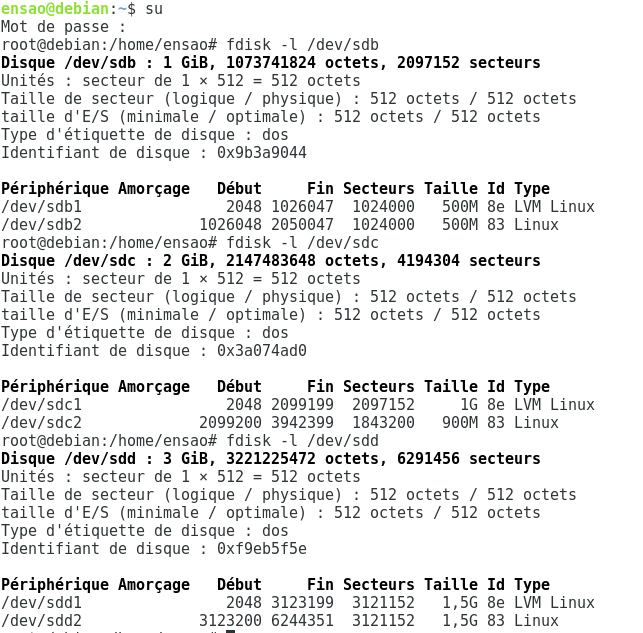 ensao@debian:~$ su
Mot de passe :
root@debian:/home/ensao# fdisk -l /dev/sdb
Disque /dev/sdb : 1 GiB, 1073741824 octets, 2097152 secteurs
Unités : secteur de 1 × 512 = 512 octets
Taille de secteur (logique / physique) : 512 octets / 512 octets
taille d'E/S (minimale / optimale) : 512 octets / 512 octets
Type d'étiquette de disque : dos
Identifiant de disque : 0x9b3a9044
Périphérique Amorçage   Début     Fin Secteurs Taille Id Type
/dev/sdb1                2048 1026047  1024000   500M 8e LVM Linux
/dev/sdb2             1026048 2050047  1024000   500M 83 Linux
root@debian:/home/ensao# fdisk -l /dev/sdc
Disque /dev/sdc : 2 GiB, 2147483648 octets, 4194304 secteurs
Unités : secteur de 1 × 512 = 512 octets
Taille de secteur (logique / physique) : 512 octets / 512 octets
taille d'E/S (minimale / optimale) : 512 octets / 512 octets
Type d'étiquette de disque : dos
Identifiant de disque : 0x3a074ad0
Périphérique Amorçage   Début     Fin Secteurs Taille Id Type
/dev/sdc1                2048 2099199  2097152     1G 8e LVM Linux
/dev/sdc2             2099200 3942399  1843200   900M 83 Linux
root@debian:/home/ensao# fdisk -l /dev/sdd
Disque /dev/sdd : 3 GiB, 3221225472 octets, 6291456 secteurs
Unités : secteur de 1 × 512 = 512 octets
Taille de secteur (logique / physique) : 512 octets / 512 octets
taille d'E/S (minimale / optimale) : 512 octets / 512 octets
Type d'étiquette de disque : dos
Identifiant de disque : 0xf9eb5f5e
Périphérique Amorçage   Début     Fin Secteurs Taille Id Type
/dev/sdd1                2048 3123199  3121152   1,5G 8e LVM Linux
/dev/sdd2             3123200 6244351  3121152   1,5G 83 Linux